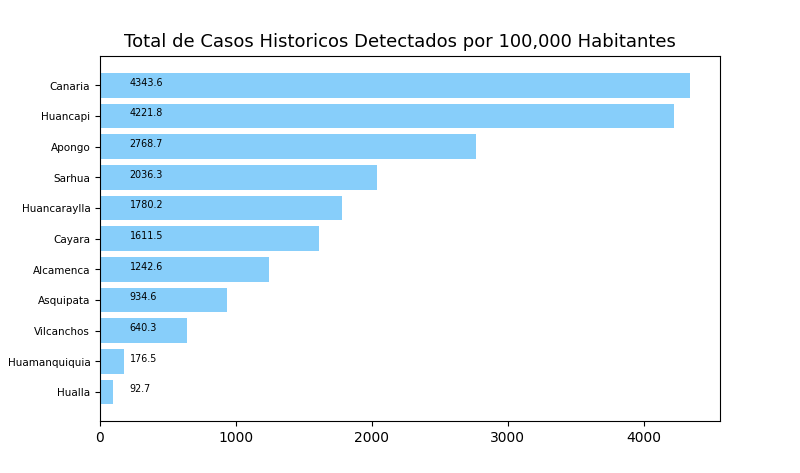 Total de Casos Historicos Detectados por 100,000 Habitantes
Canaria 4343.6
Huancapi 4221.8
Apongo 2768.7
Sarhua 2036.3
Huancaraylla 1780.2
Cayara 1611.5
Alcamenca 1242.6
Asquipata 934.6
Vilcanchos 640.3
Huamanquiquia 176.5
Hualla 92.7
0 1000 2000 3000 4000